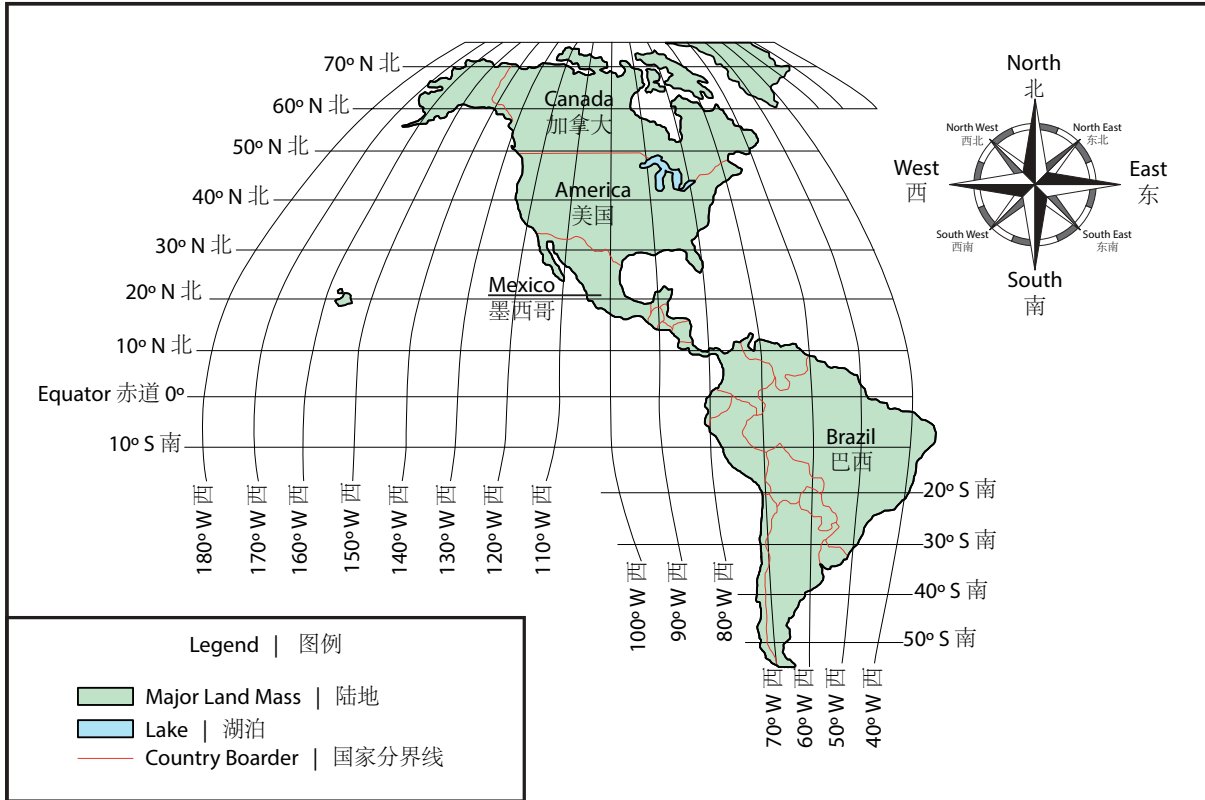 70º N 北
60º N 北
50º N 北
40º N 北
30º N 北
20º N 北
10º N 北
Equator 赤道 0º
10º S 南
Canada
加拿大
America
美国
Mexico
墨西哥
Brazil
巴西
North
北
North West
西北
North East
东北
West
西
East
东
South West
西南
South East
东南
South
南
180º W 西
170º W 西
160º W 西
150º W 西
140º W 西
130º W 西
120º W 西
110º W 西
100º W 西
90º W 西
80º W 西
70º W 西
60º W 西
50º W 西
40º W 西
20º S 南
30º S 南
40º S 南
50º S 南
Legend | 图例
Major Land Mass | 陆地
Lake | 湖泊
Country Boarder | 国家分界线